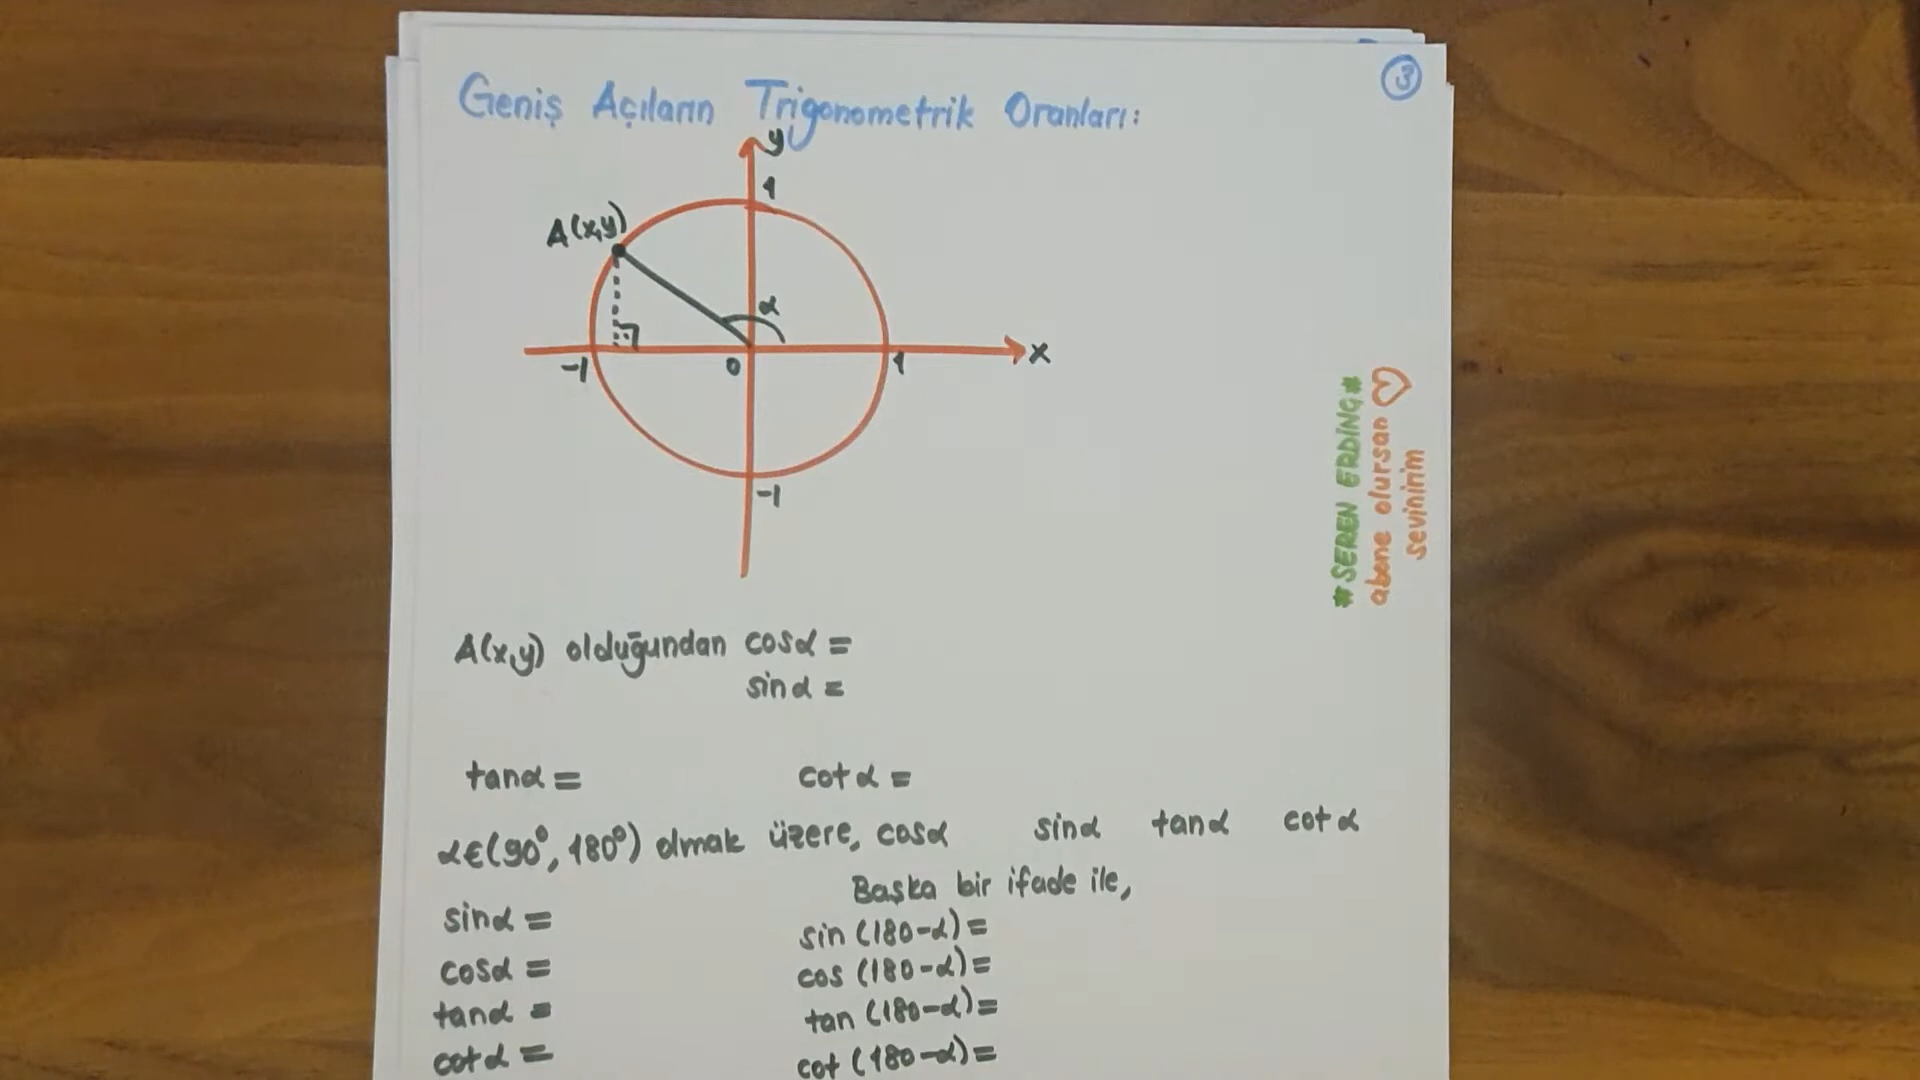 Geniş Açıların Trigonometrik Oranları:
3
y
1
A(x,y)
α
-1
0
1
x
-1
#SEREN ERDİNÇ#
abone olursan ♡
sevinirim
A(x,y) olduğundan cosα =
sinα =
tanα = cotα =
α∈(90°, 180°) olmak üzere, cosα sinα tanα cotα
Başka bir ifade ile,
sinα = sin (180-α)=
cosα = cos (180-α)=
tanα = tan (180-α)=
cotα = cot (180-α)=